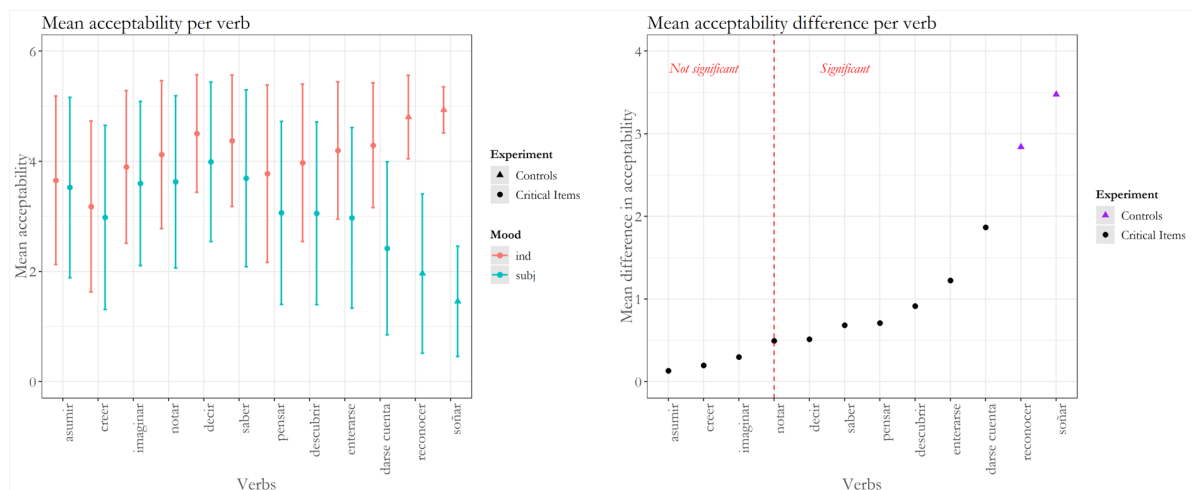 Mean acceptability per verb
6
4
2
0
Mean acceptability
asumir
creer
imaginar
notar
decir
saber
pensar
descubrir
enterarse
darse cuenta
reconocer
soñar
Verbs
Experiment
Controls
Critical Items
Mood
ind
subj
Mean acceptability difference per verb
4
3
2
1
0
Mean difference in acceptability
Not significant
Significant
asumir
creer
imaginar
notar
decir
saber
pensar
descubrir
enterarse
darse cuenta
reconocer
soñar
Verbs
Experiment
Controls
Critical Items